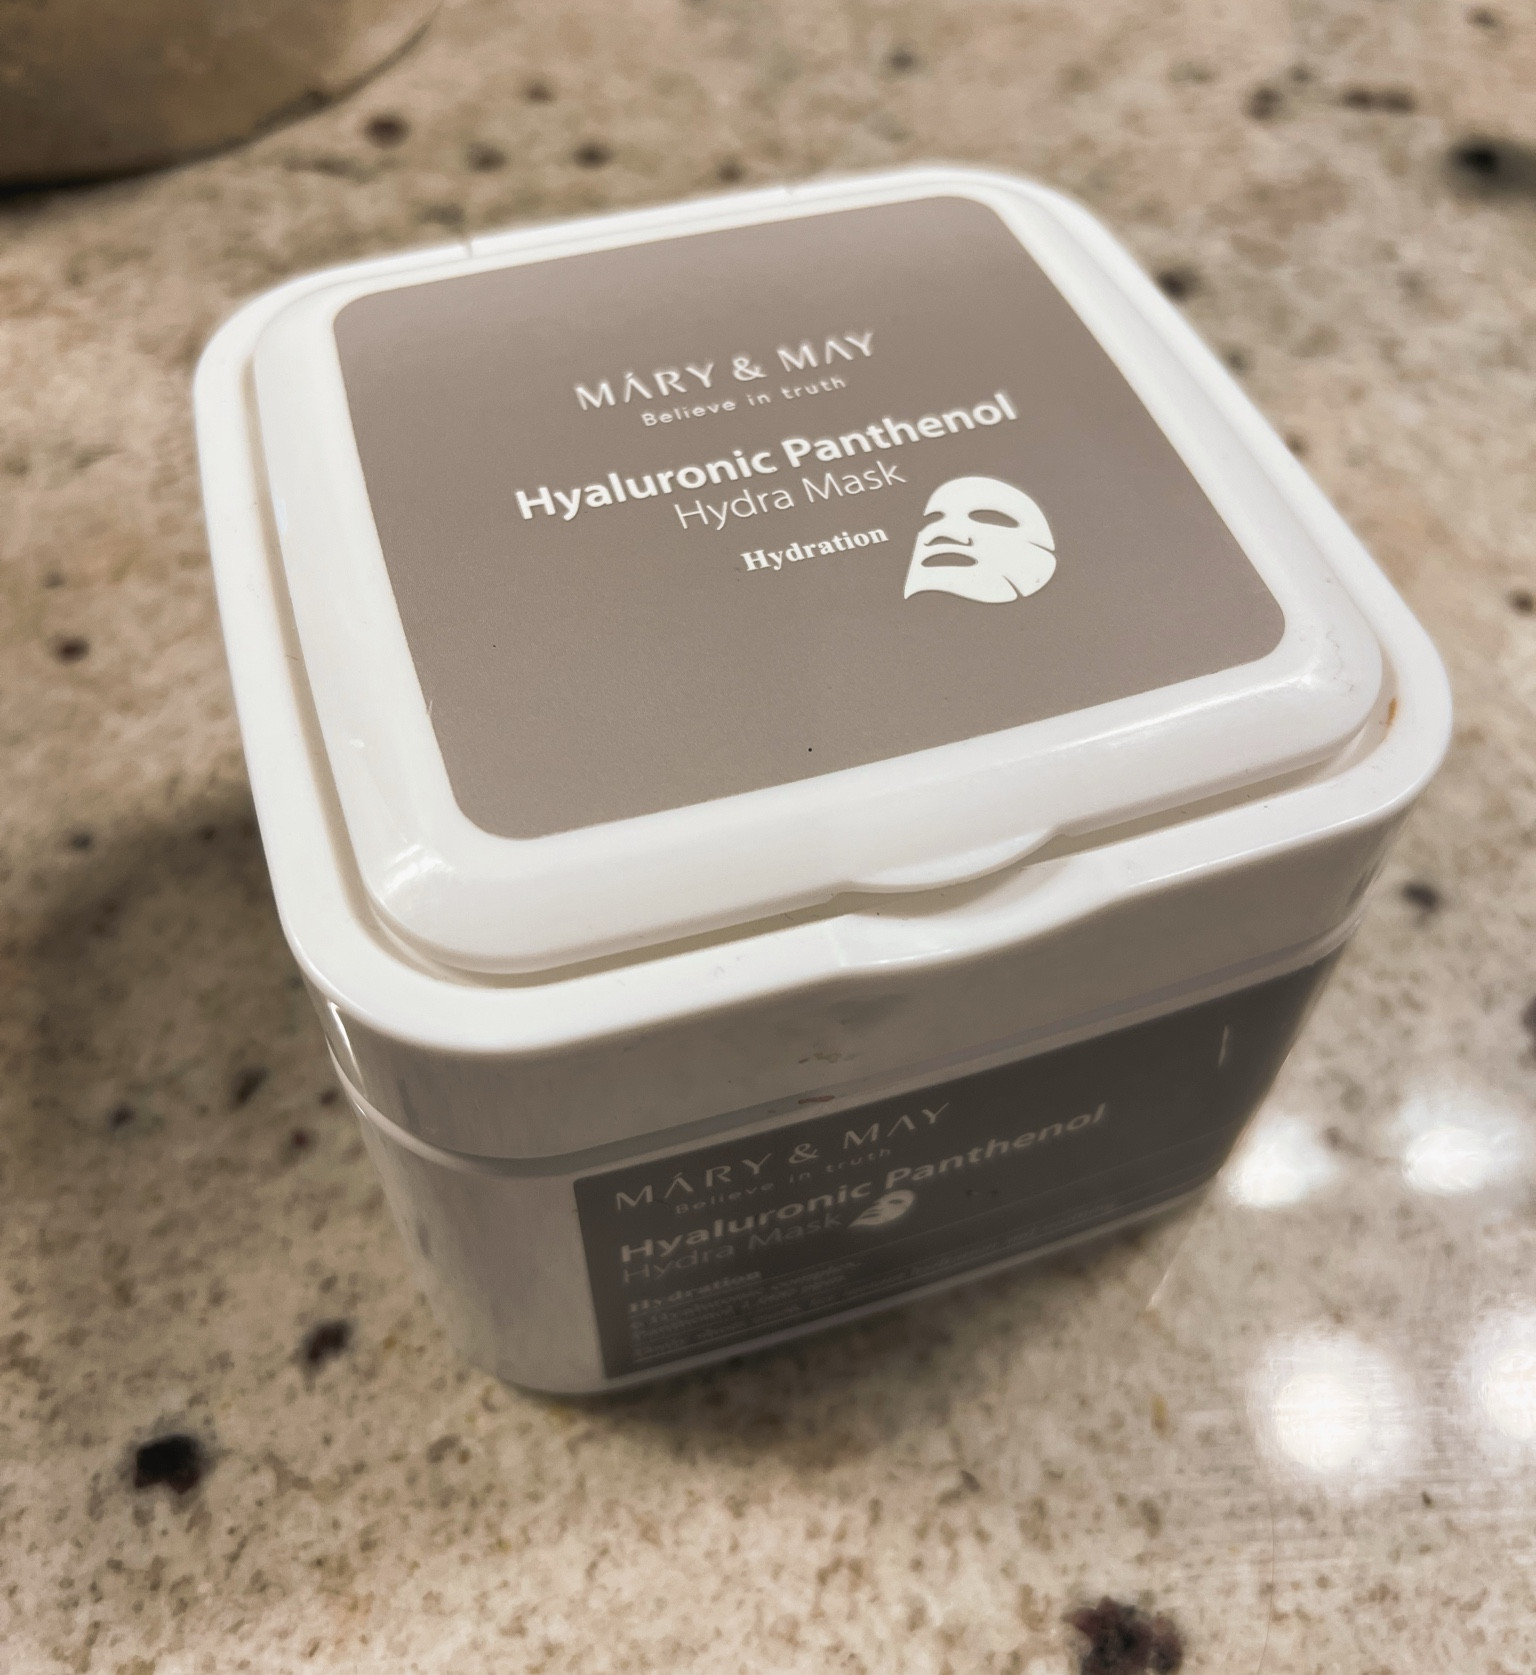 MÁRY & MAY
Believe in truth
Hyaluronic Panthenol
Hydra Mask
Hydration
MÁRY & MAY
Believe in truth
Hyaluronic Panthenol
Hydra Mask
Hydration